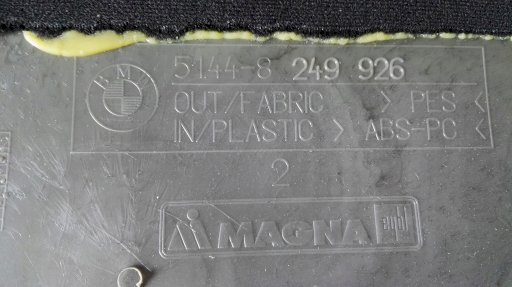 BMW
5144-8 249 926
OUT/FABRIC > PES <
IN/PLASTIC > ABS-PC <
2
MAGNA